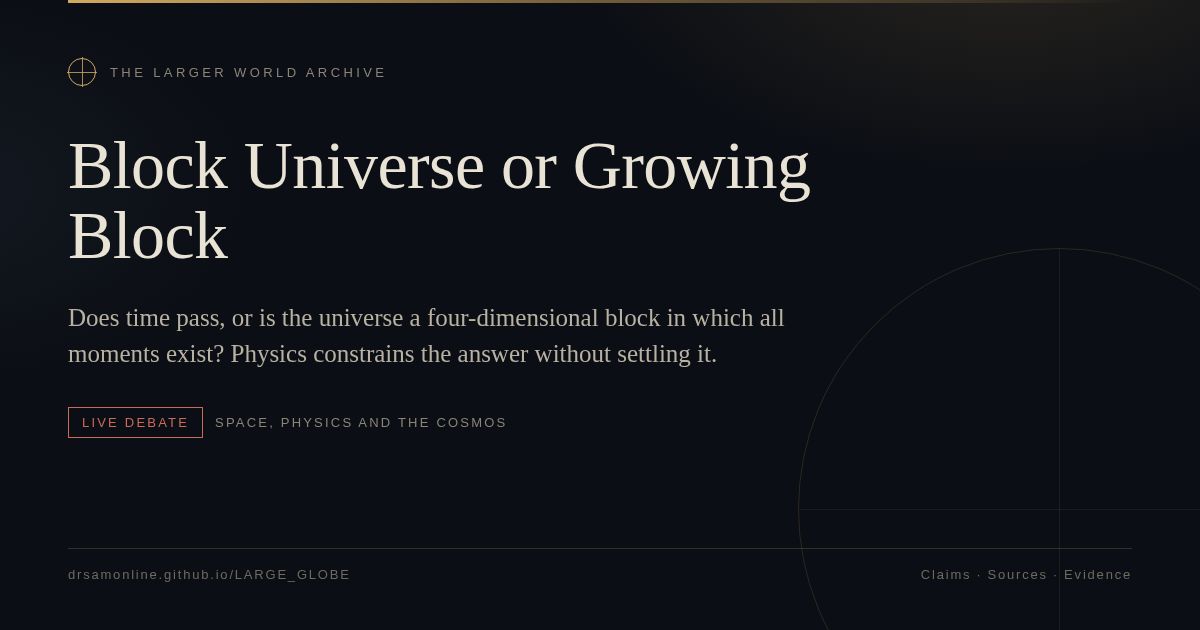 THE LARGER WORLD ARCHIVE
Block Universe or Growing
Block
Does time pass, or is the universe a four-dimensional block in which all
moments exist? Physics constrains the answer without settling it.
LIVE DEBATE SPACE, PHYSICS AND THE COSMOS
drsamonline.github.io/LARGE_GLOBE Claims · Sources · Evidence